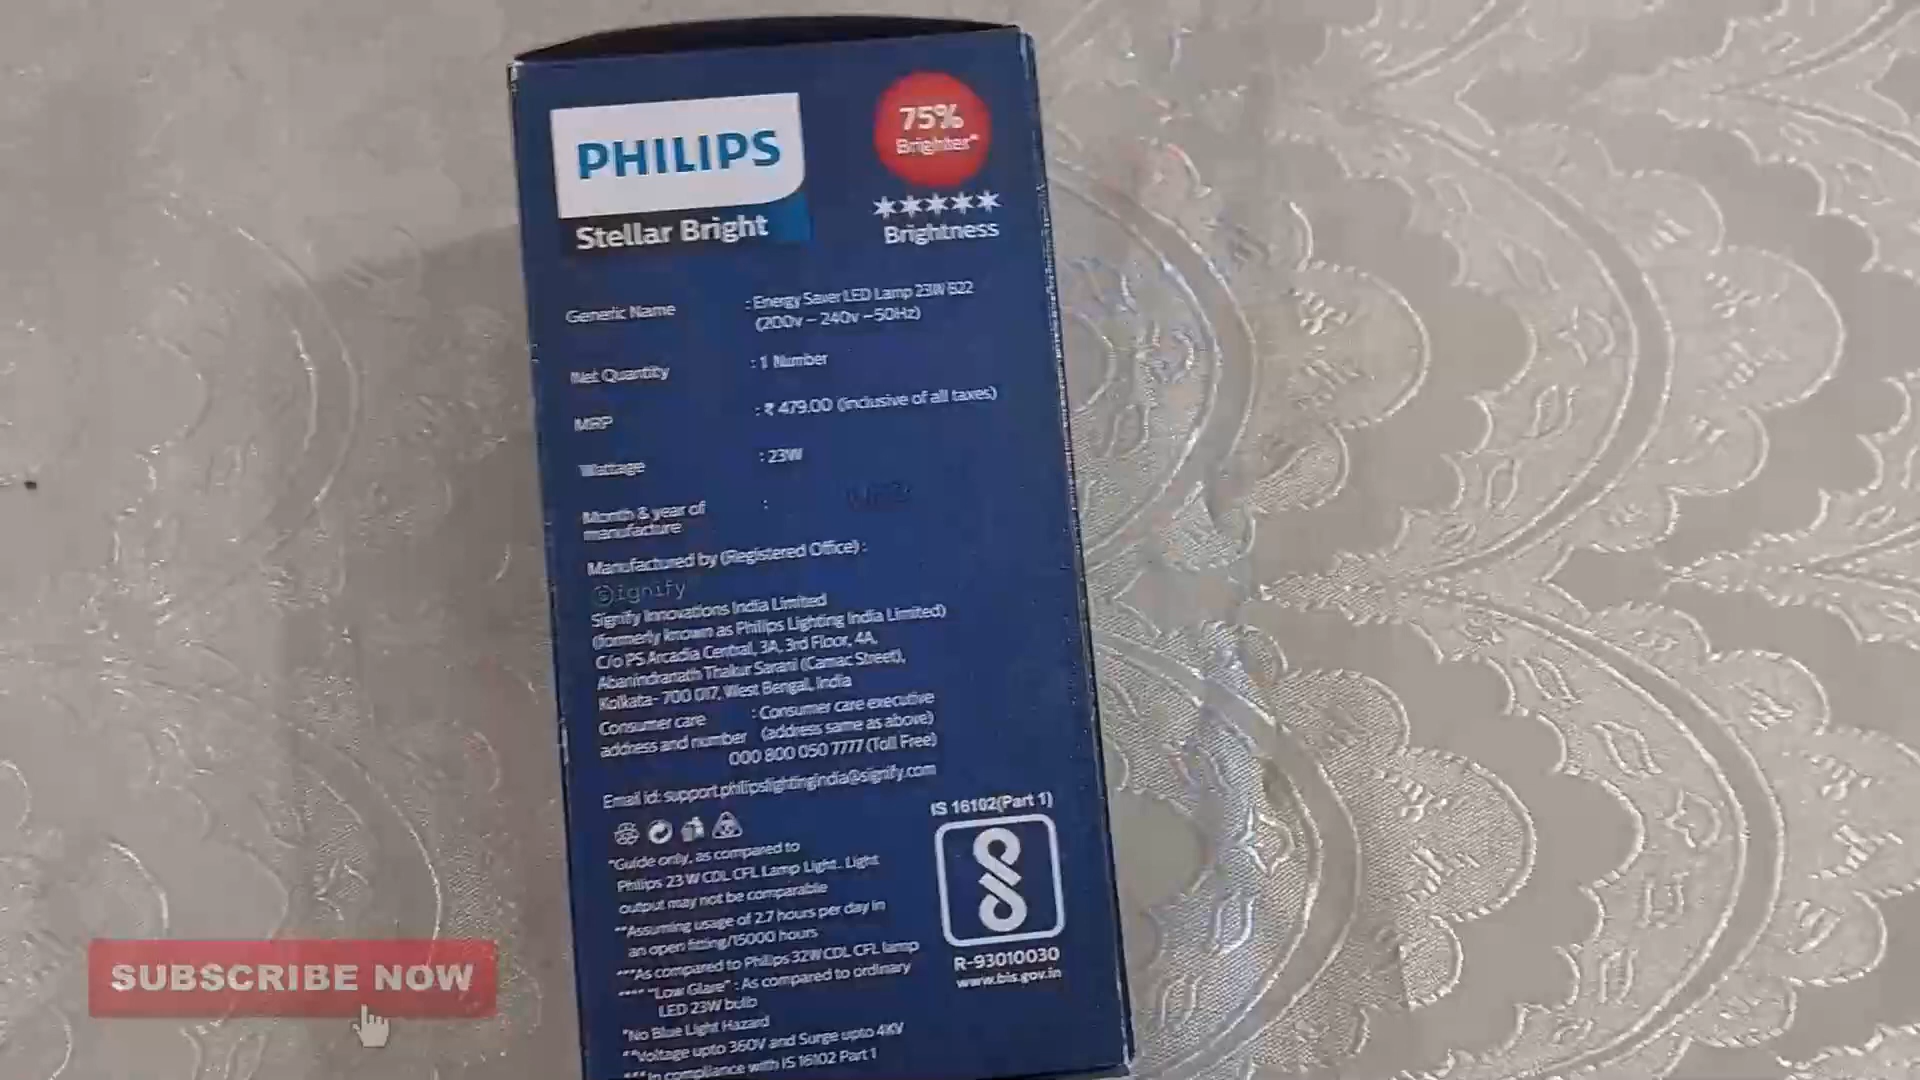 PHILIPS
Stellar Bright
75%
Brighter*
Brightness
Generic Name : Energy Saver LED Lamp 23W B22
(200v – 240v ~50Hz)
Net Quantity : 1 Number
MRP : ₹ 479.00 (inclusive of all taxes)
Wattage : 23W
Month & year of :
manufacture
Manufactured by (Registered Office) :
Signify
Signify Innovations India Limited
(formerly known as Philips Lighting India Limited)
C/o PS Arcadia Central, 3A, 3rd Floor, 4A,
Abanindranath Thakur Sarani (Camac Street),
Kolkata- 700 017, West Bengal, India
Consumer care : Consumer care executive
address and number (address same as above)
000 800 050 7777 (Toll Free)
Email id: support.philipslightingindia@signify.com
*Guide only, as compared to
Philips 23 W CDL CFL Lamp Light. Light
output may not be comparable
**Assuming usage of 2.7 hours per day in
an open fitting/15000 hours
***As compared to Philips 32W CDL CFL lamp
**** "Low Glare" : As compared to ordinary
LED 23W bulb
*No Blue Light Hazard
**Voltage upto 360V and Surge upto 4KV
***In compliance with IS 16102 Part 1
IS 16102(Part 1)
R-93010030
www.bis.gov.in
SUBSCRIBE NOW